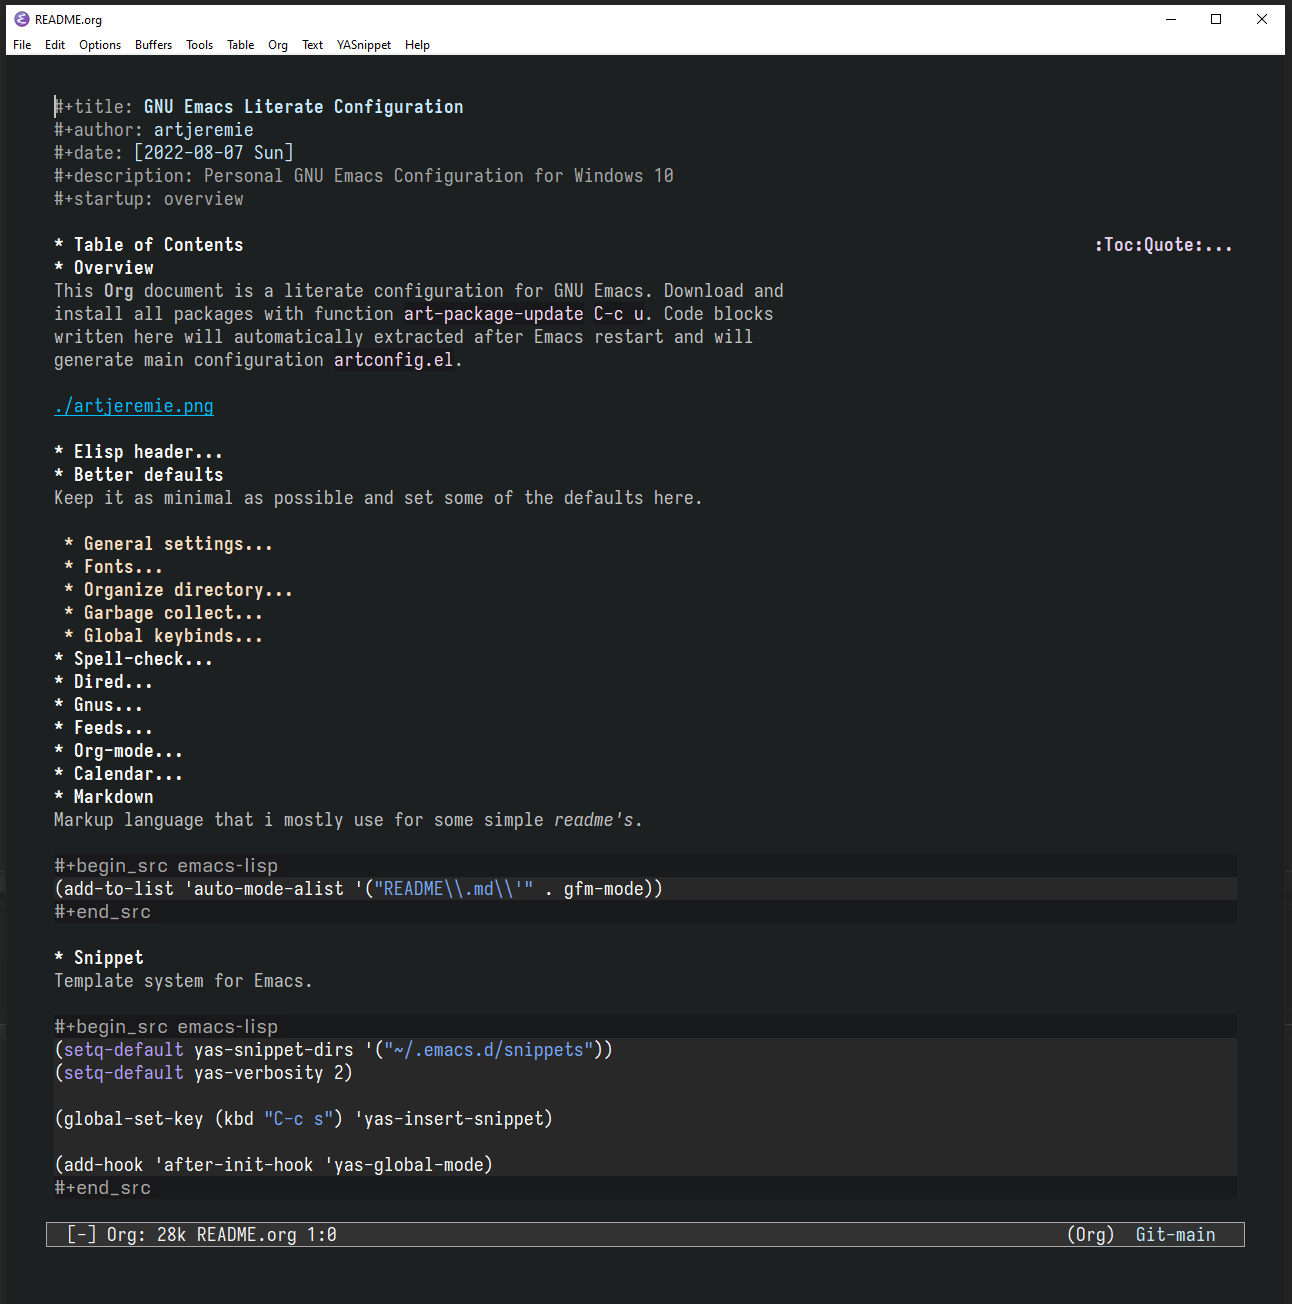 README.org
File Edit Options Buffers Tools Table Org Text YASnippet Help
#+title: GNU Emacs Literate Configuration
#+author: artjeremie
#+date: [2022-08-07 Sun]
#+description: Personal GNU Emacs Configuration for Windows 10
#+startup: overview
* Table of Contents :Toc:Quote:...
* Overview
This Org document is a literate configuration for GNU Emacs. Download and
install all packages with function art-package-update C-c u. Code blocks
written here will automatically extracted after Emacs restart and will
generate main configuration artconfig.el.
./artjeremie.png
* Elisp header...
* Better defaults
Keep it as minimal as possible and set some of the defaults here.
* General settings...
* Fonts...
* Organize directory...
* Garbage collect...
* Global keybinds...
* Spell-check...
* Dired...
* Gnus...
* Feeds...
* Org-mode...
* Calendar...
* Markdown
Markup language that i mostly use for some simple readme's.
#+begin_src emacs-lisp
(add-to-list 'auto-mode-alist '("README\\.md\\'" . gfm-mode))
#+end_src
* Snippet
Template system for Emacs.
#+begin_src emacs-lisp
(setq-default yas-snippet-dirs '("~/.emacs.d/snippets"))
(setq-default yas-verbosity 2)
(global-set-key (kbd "C-c s") 'yas-insert-snippet)
(add-hook 'after-init-hook 'yas-global-mode)
#+end_src
[-] Org: 28k README.org 1:0 (Org) Git-main